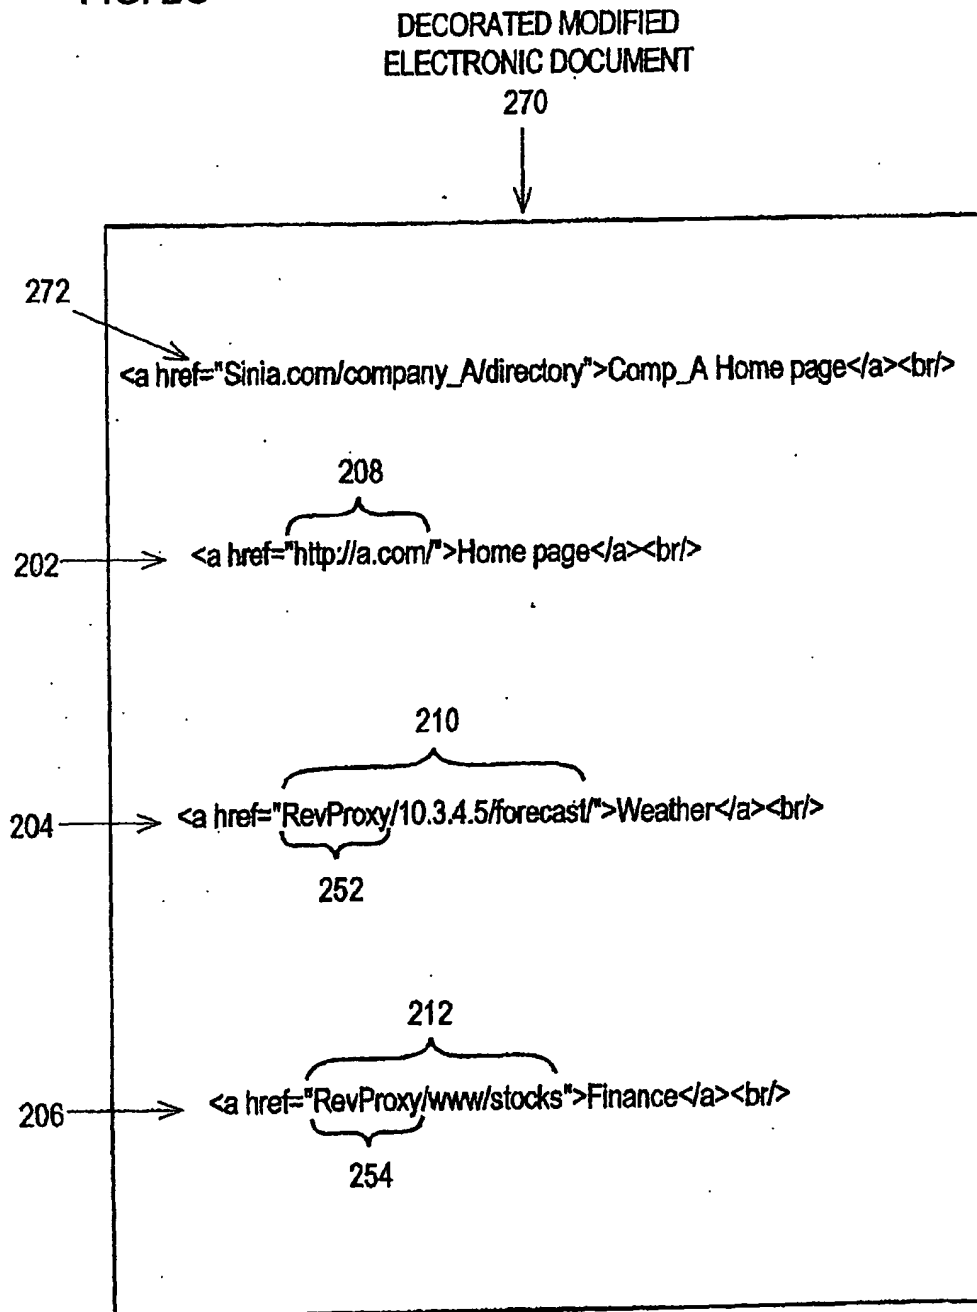 DECORATED MODIFIED
ELECTRONIC DOCUMENT
270
272
<a href="Sinia.com/company_A/directory">Comp_A Home page</a><br/>
208
202
<a href="http://a.com/">Home page</a><br/>
210
204
<a href="RevProxy/10.3.4.5/forecast/">Weather</a><br/>
252
212
206
<a href="RevProxy/www/stocks">Finance</a><br/>
254